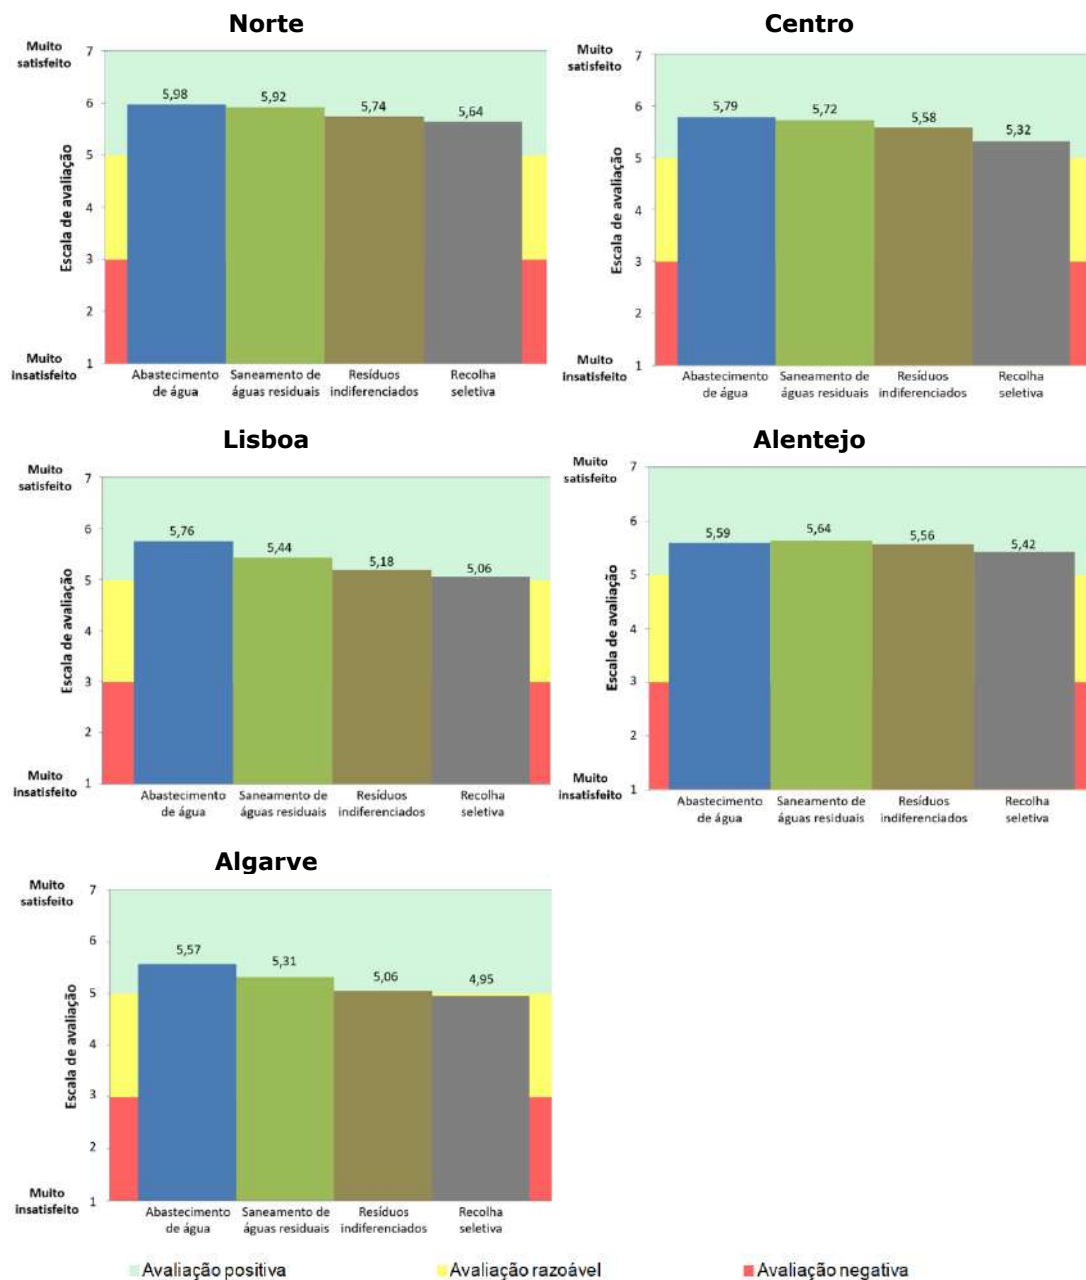 Norte
Muito
satisfeito
7
6
5
4
3
2
1
Escala de avaliação
Muito
insatisfeito
5,98
5,92
5,74
5,64
Abastecimento
de água
Saneamento de
águas residuais
Resíduos
indiferenciados
Recolha
seletiva
Centro
Muito
satisfeito
7
6
5
4
3
2
1
Escala de avaliação
Muito
insatisfeito
5,79
5,72
5,58
5,32
Abastecimento
de água
Saneamento de
águas residuais
Resíduos
indiferenciados
Recolha
seletiva
Lisboa
Muito
satisfeito
7
6
5
4
3
2
1
Escala de avaliação
Muito
insatisfeito
5,76
5,44
5,18
5,06
Abastecimento
de água
Saneamento de
águas residuais
Resíduos
indiferenciados
Recolha
seletiva
Alentejo
Muito
satisfeito
7
6
5
4
3
2
1
Escala de avaliação
Muito
insatisfeito
5,59
5,64
5,56
5,42
Abastecimento
de água
Saneamento de
águas residuais
Resíduos
indiferenciados
Recolha
seletiva
Algarve
Muito
satisfeito
7
6
5
4
3
2
1
Escala de avaliação
Muito
insatisfeito
5,57
5,31
5,06
4,95
Abastecimento
de água
Saneamento de
águas residuais
Resíduos
indiferenciados
Recolha
seletiva
Avaliação positiva
Avaliação razoável
Avaliação negativa